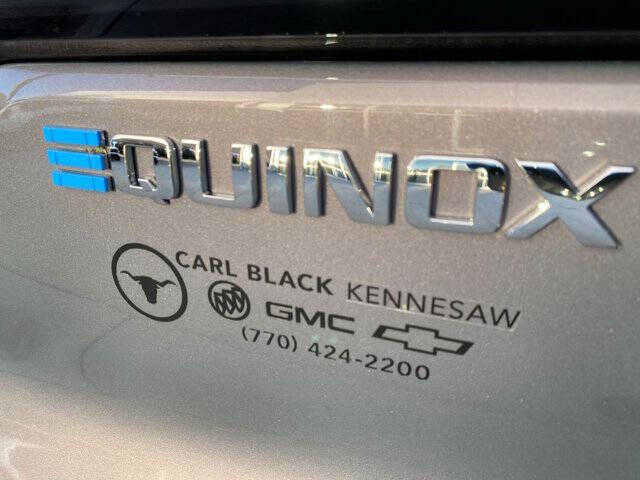 EQUINOX
CARL BLACK KENNESAW
GMC
(770) 424-2200